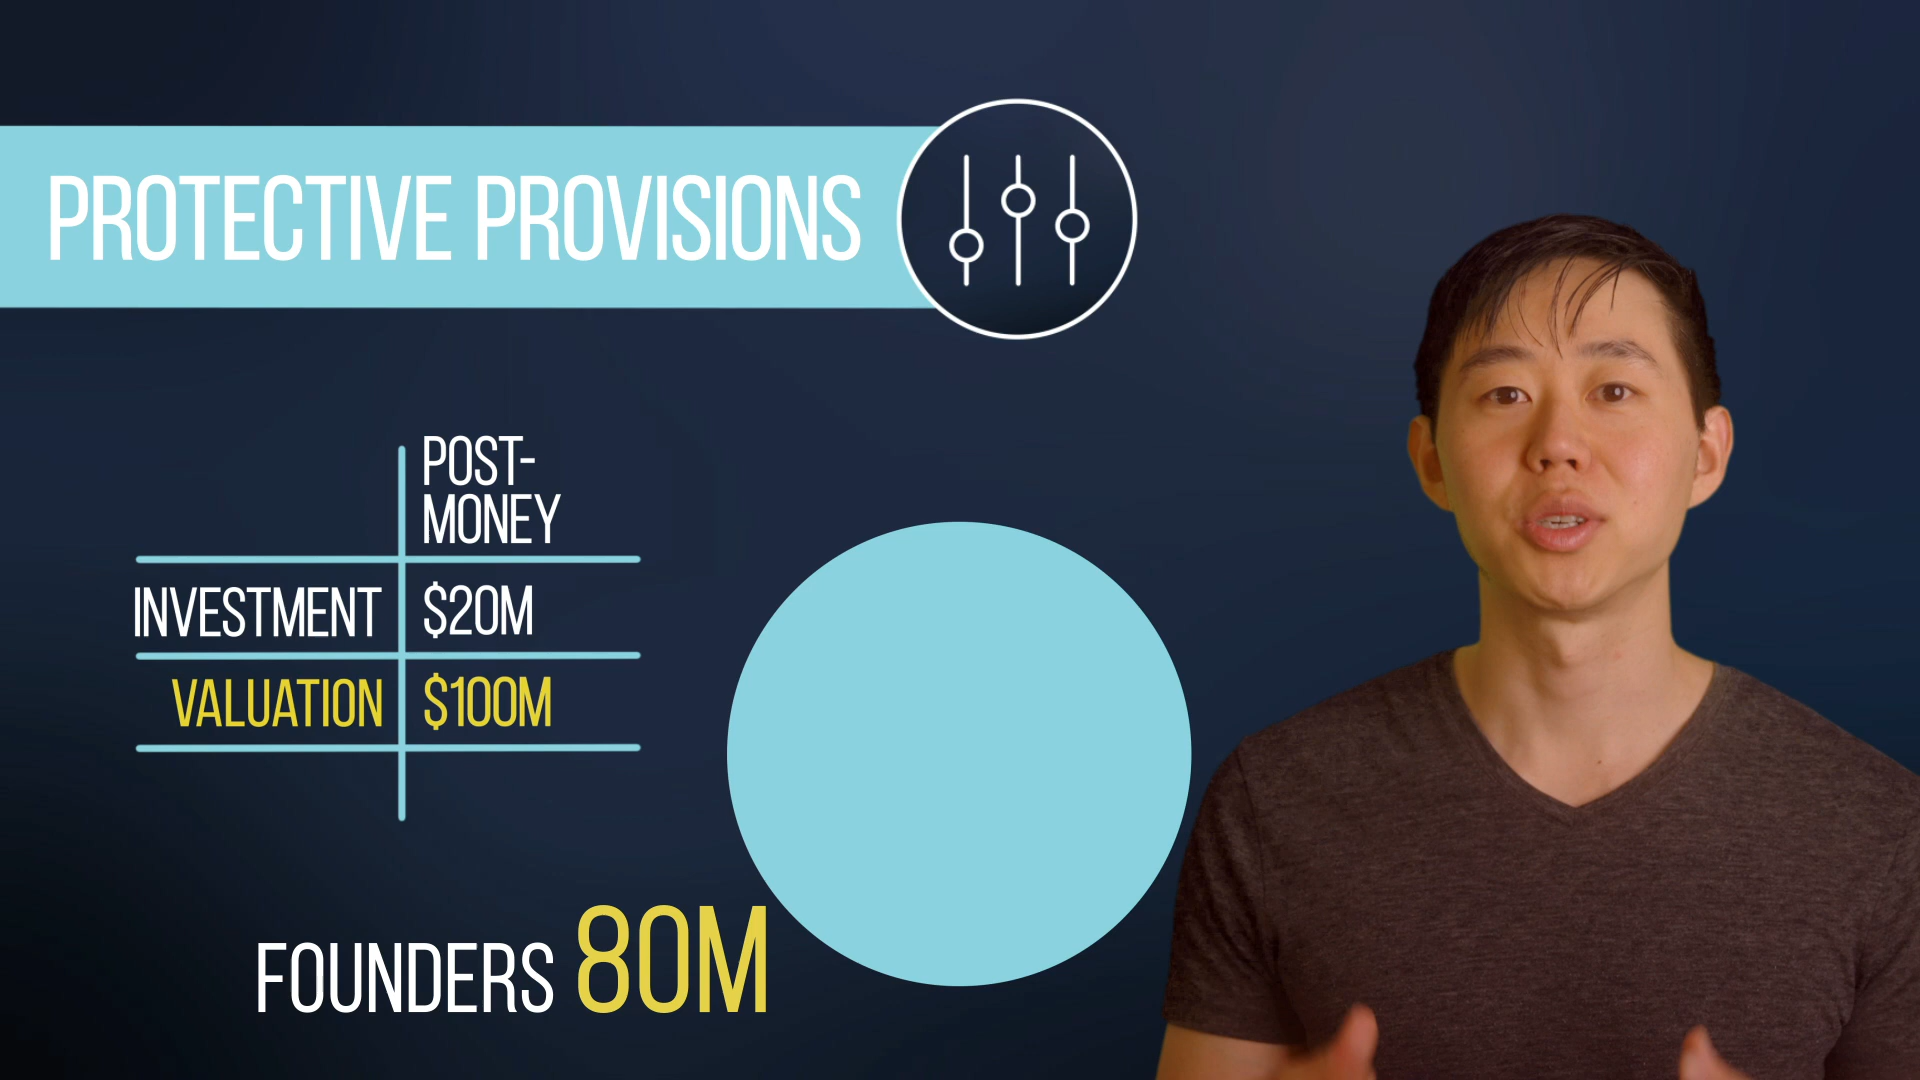 PROTECTIVE PROVISIONS
POST-
MONEY
INVESTMENT $20M
VALUATION $100M
FOUNDERS 80M